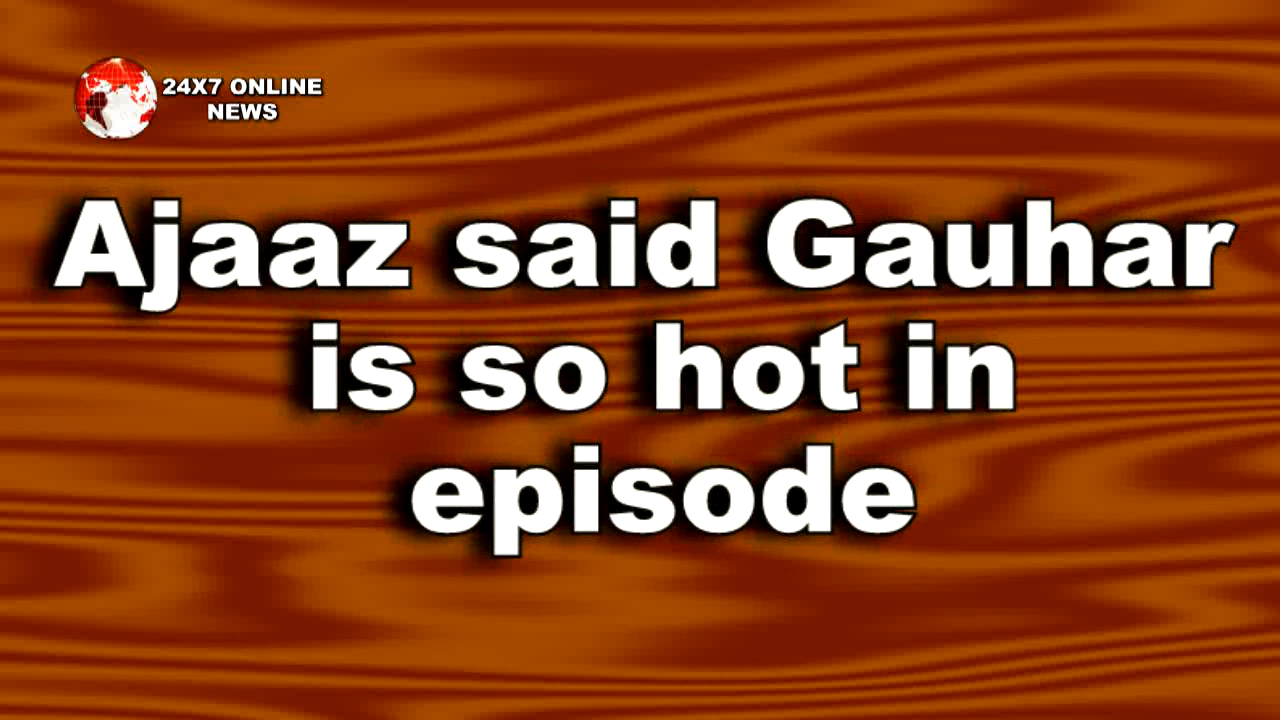 24X7 ONLINE
NEWS
Ajaaz said Gauhar
is so hot in
episode